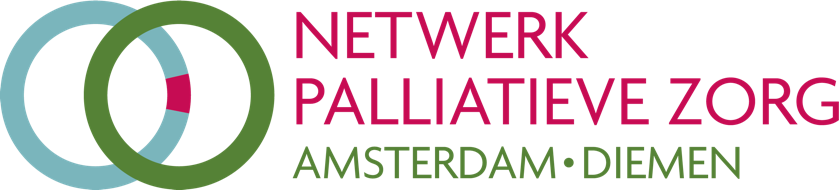 NETWERK
PALLIATIEVE ZORG
AMSTERDAM•DIEMEN